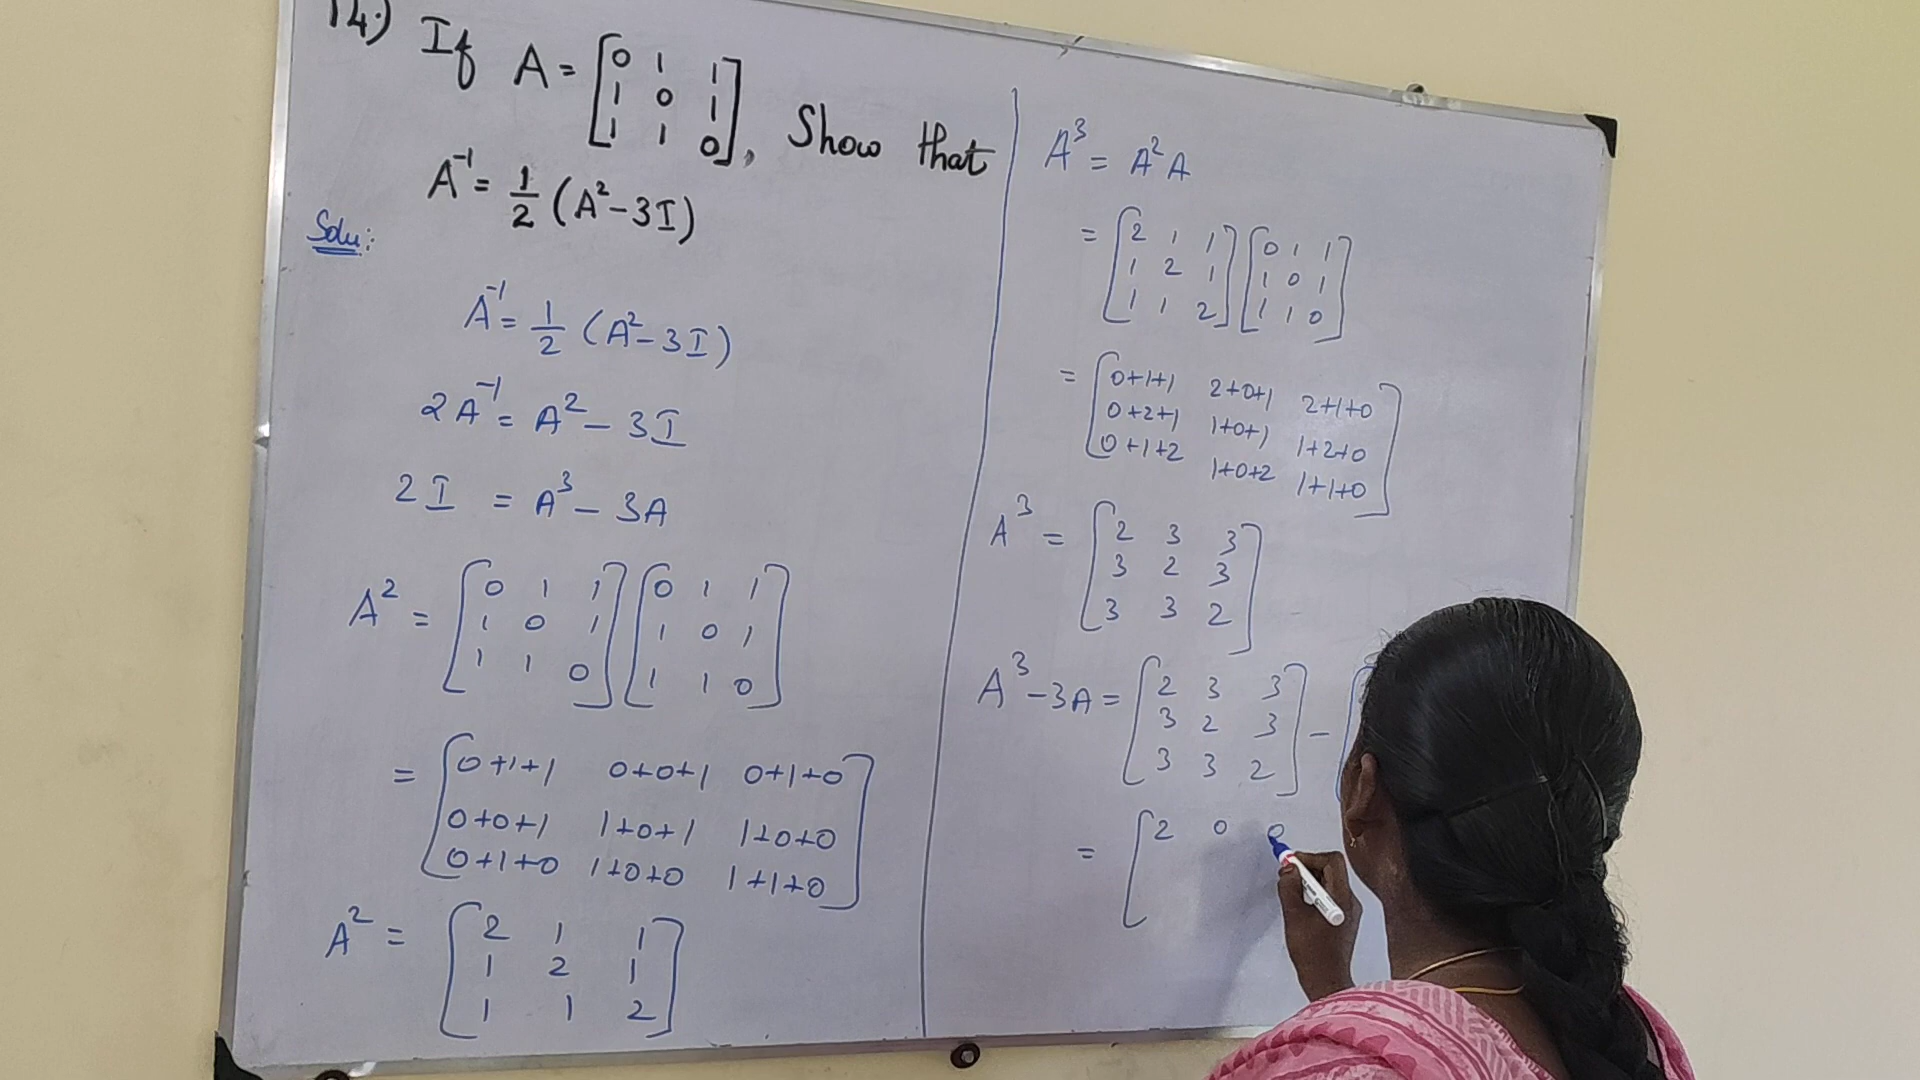 14.) If A = [0 1 1
1 0 1
1 1 0], Show that
A⁻¹ = 1/2 (A² - 3I)
Solu:
A⁻¹ = 1/2 (A² - 3I)
2A⁻¹ = A² - 3I
2I = A³ - 3A
A² = [0 1 1 [0 1 1
1 0 1 1 0 1
1 1 0] 1 1 0]
= [0+1+1 0+0+1 0+1+0
0+0+1 1+0+1 1+0+0
0+1+0 1+0+0 1+1+0]
A² = [2 1 1
1 2 1
1 1 2]
A³ = A² A
= [2 1 1 [0 1 1
1 2 1 1 0 1
1 1 2] 1 1 0]
= [0+1+1 2+0+1 2+1+0
0+2+1 1+0+1 1+2+0
0+1+2 1+0+2 1+1+0]
A³ = [2 3 3
3 2 3
3 3 2]
A³ - 3A = [2 3 3
3 2 3
3 3 2] - [
= [2 0 0